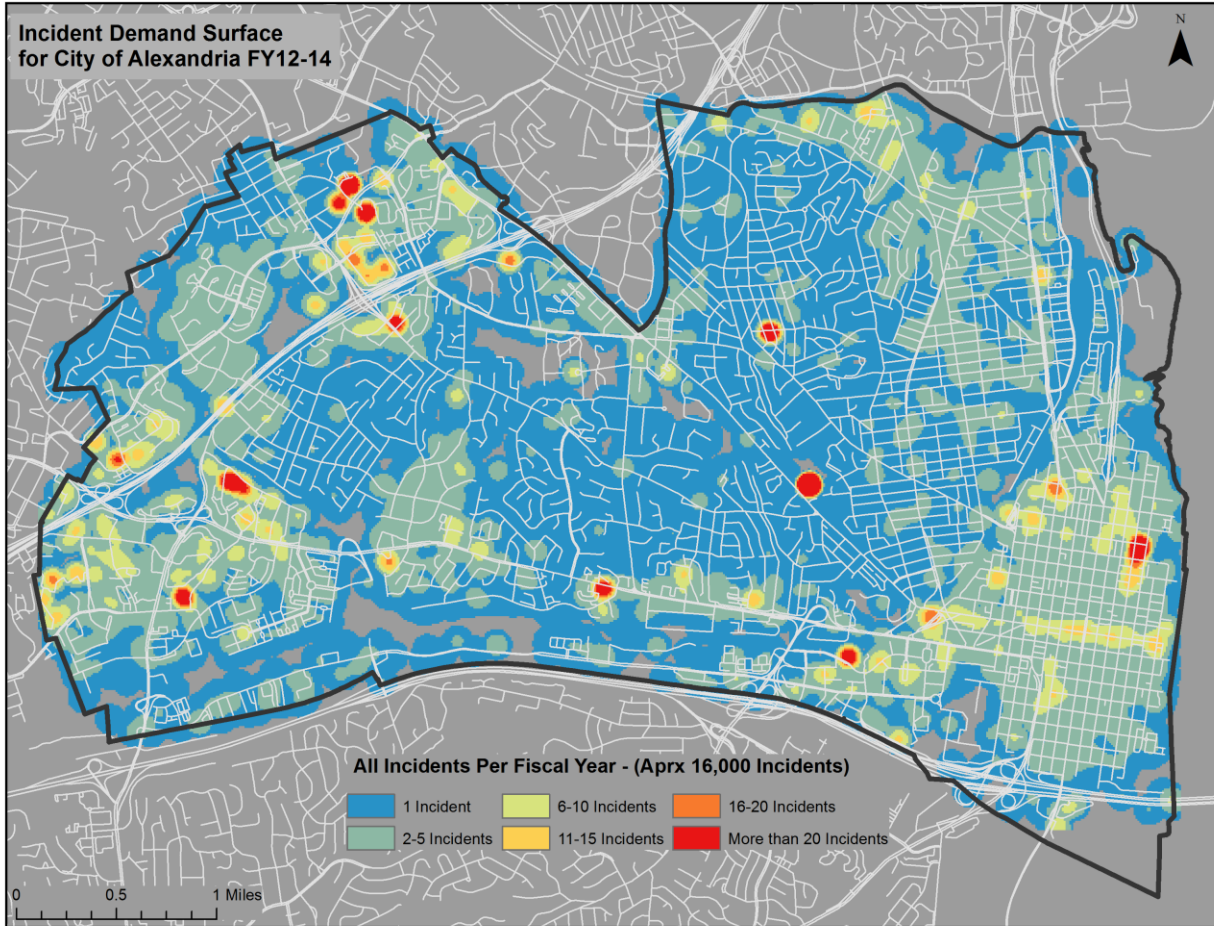 Incident Demand Surface
for City of Alexandria FY12-14
N
All Incidents Per Fiscal Year - (Aprx 16,000 Incidents)
1 Incident
6-10 Incidents
16-20 Incidents
2-5 Incidents
11-15 Incidents
More than 20 Incidents
0 0.5 1 Miles